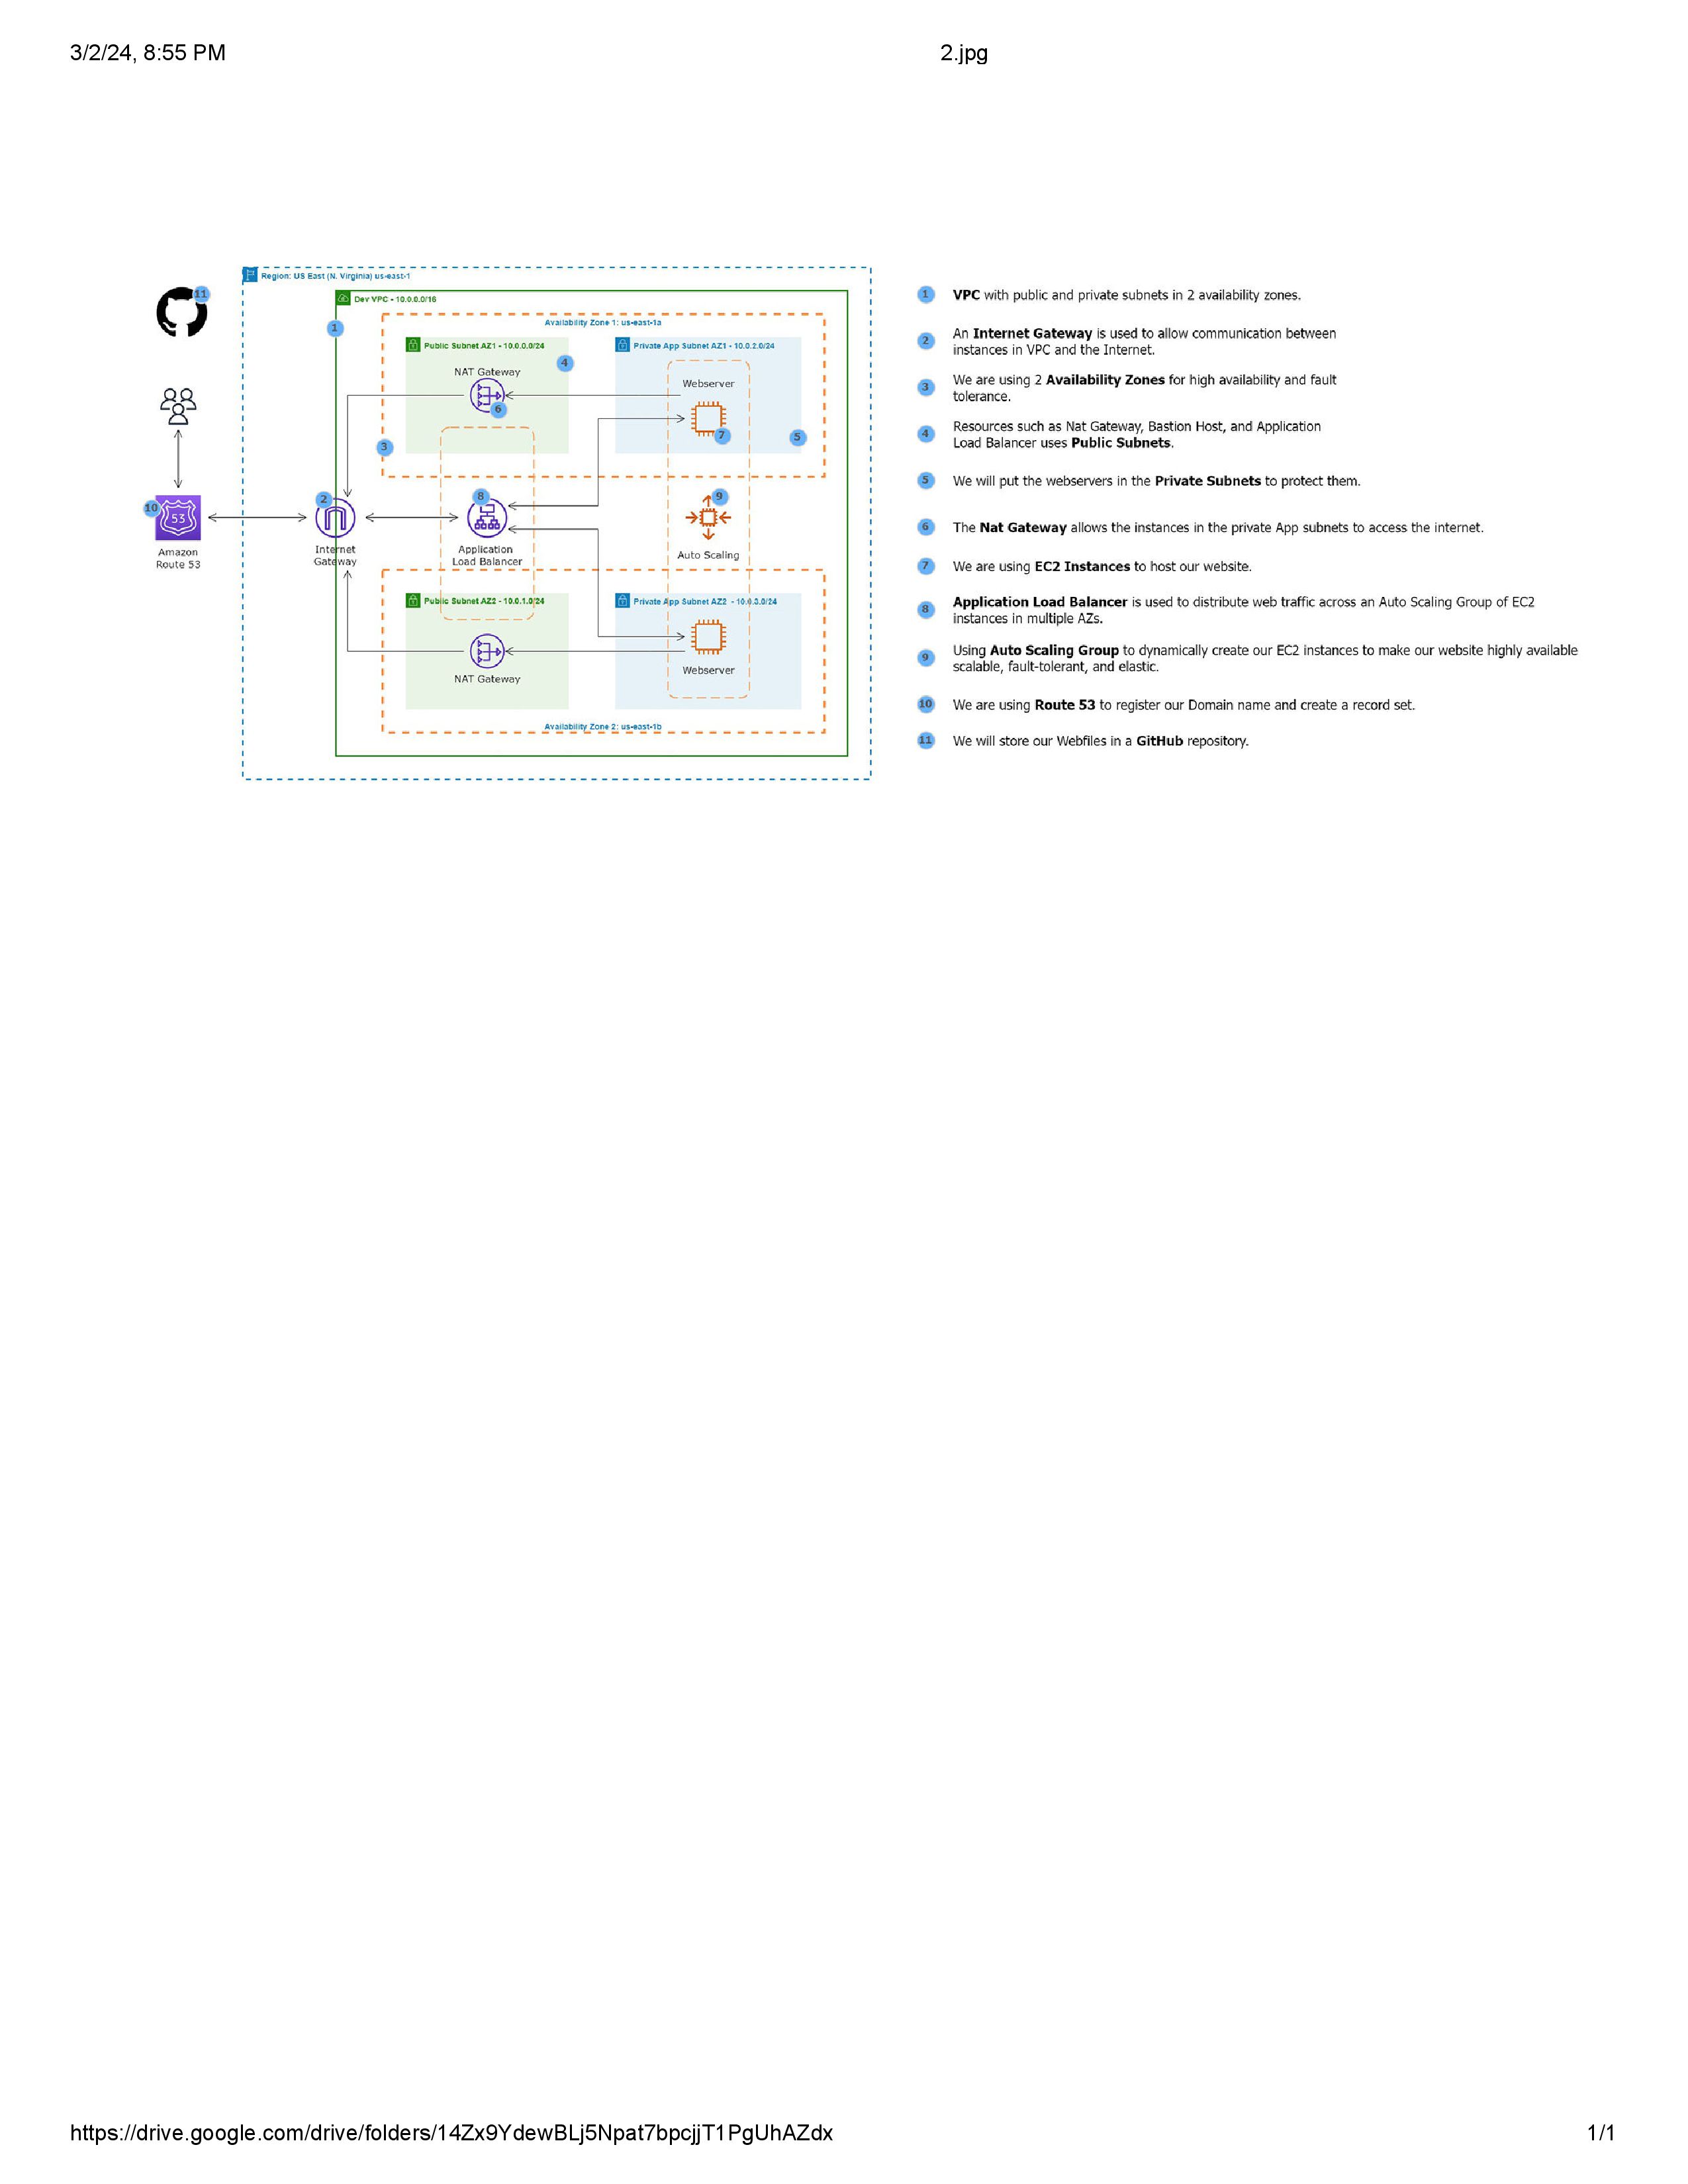 3/2/24, 8:55 PM
2.jpg
Region: US East (N. Virginia) us-east-1
11
Dev VPC - 10.0.0.0/16
1
Availability Zone 1: us-east-1a
Public Subnet AZ1 - 10.0.0.0/24
Private App Subnet AZ1 - 10.0.2.0/24
4
NAT Gateway
Webserver
6
7
5
3
2
8
9
10
53
Amazon
Route 53
Internet
Gateway
Application
Load Balancer
Auto Scaling
Public Subnet AZ2 - 10.0.1.0/24
Private App Subnet AZ2 - 10.0.3.0/24
NAT Gateway
Webserver
Availability Zone 2: us-east-1b
1 VPC with public and private subnets in 2 availability zones.
2 An Internet Gateway is used to allow communication between
instances in VPC and the Internet.
3 We are using 2 Availability Zones for high availability and fault
tolerance.
4 Resources such as Nat Gateway, Bastion Host, and Application
Load Balancer uses Public Subnets.
5 We will put the webservers in the Private Subnets to protect them.
6 The Nat Gateway allows the instances in the private App subnets to access the internet.
7 We are using EC2 Instances to host our website.
8 Application Load Balancer is used to distribute web traffic across an Auto Scaling Group of EC2
instances in multiple AZs.
9 Using Auto Scaling Group to dynamically create our EC2 instances to make our website highly available
scalable, fault-tolerant, and elastic.
10 We are using Route 53 to register our Domain name and create a record set.
11 We will store our Webfiles in a GitHub repository.
https://drive.google.com/drive/folders/14Zx9YdewBLj5Npat7bpcjjT1PgUhAZdx
1/1